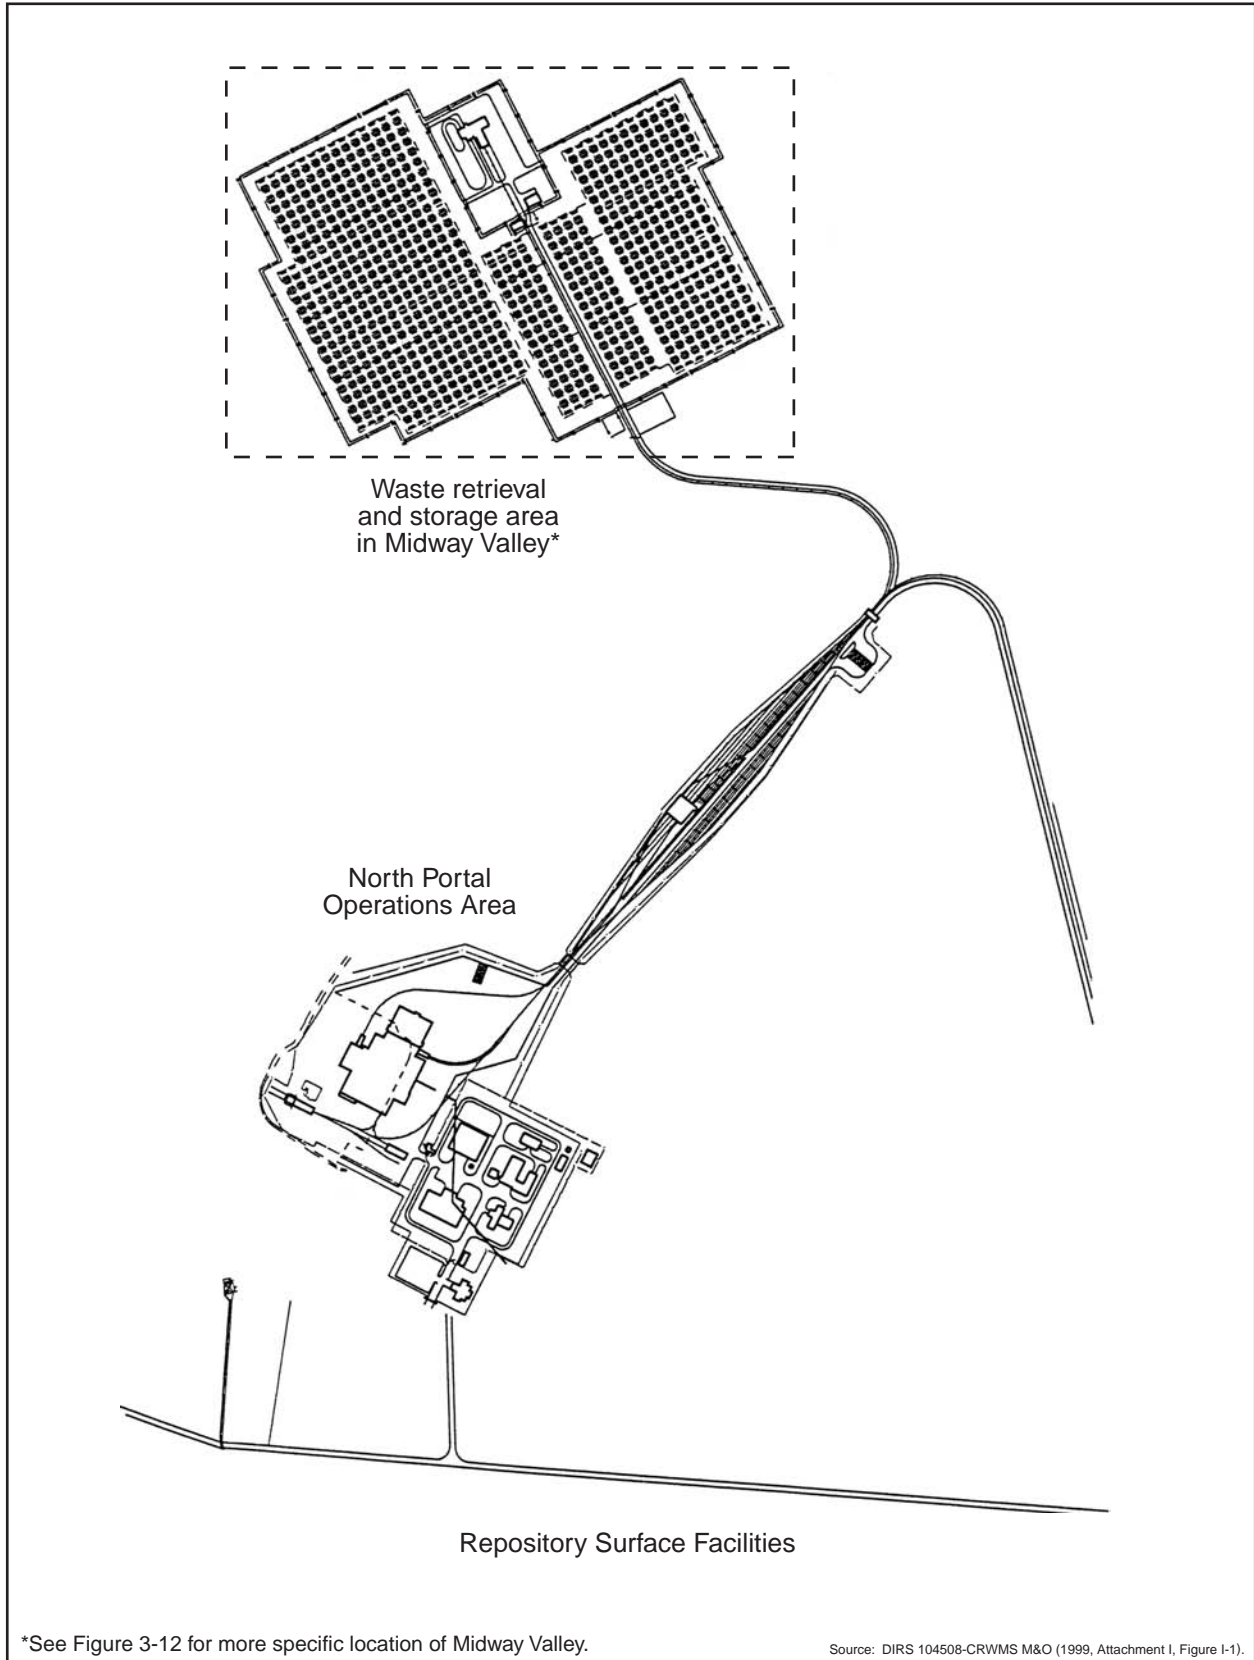 Waste retrieval
and storage area
in Midway Valley*
North Portal
Operations Area
Repository Surface Facilities
*See Figure 3-12 for more specific location of Midway Valley.
Source: DIRS 104508-CRWMS M&O (1999, Attachment I, Figure I-1).